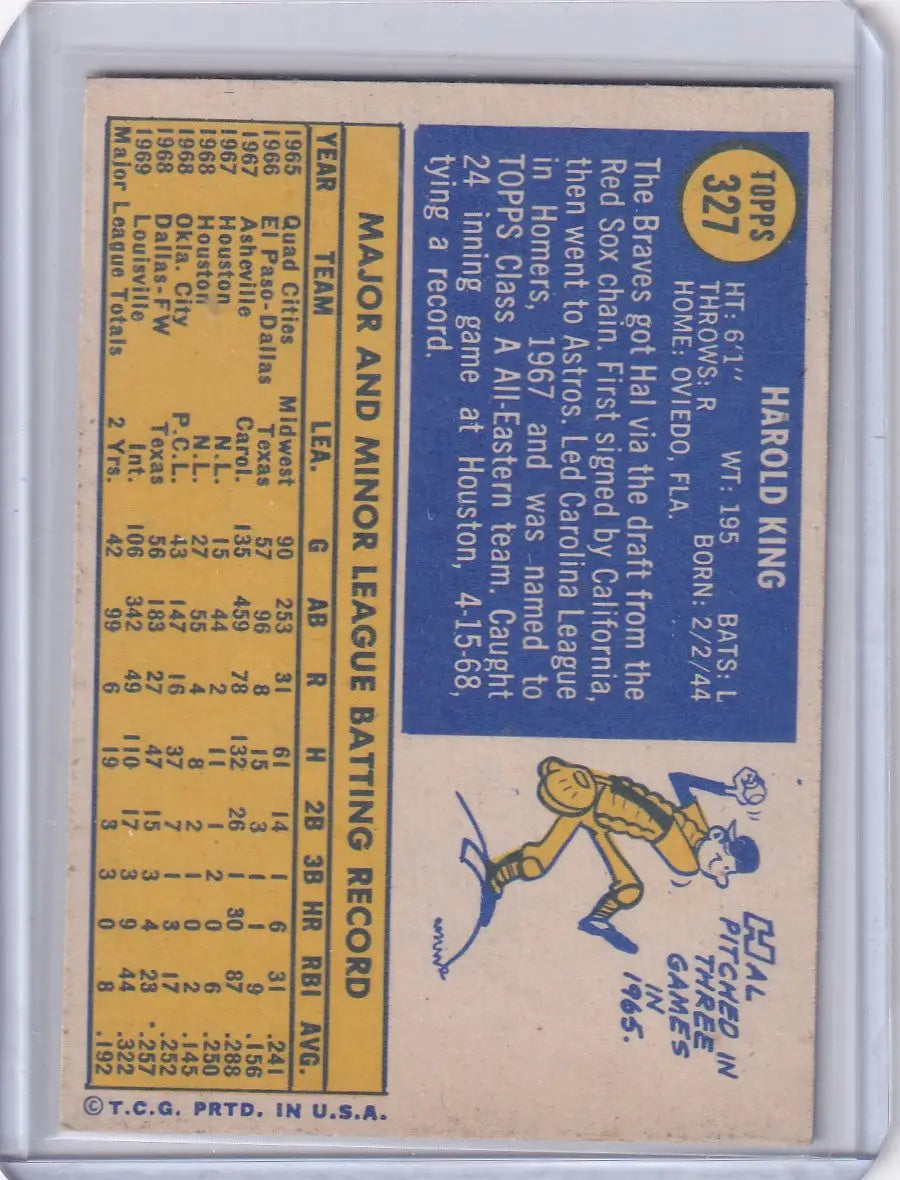 TOPPS
327
HAROLD KING
HT: 6'1" WT: 195 BATS: L
THROWS: R BORN: 2/2/44
HOME: OVIEDO, FLA.
The Braves got Hal via the draft from the
Red Sox chain. First signed by California,
then went to Astros. Led Carolina League
in Homers, 1967 and was named to
TOPPS Class A All-Eastern team. Caught
24 inning game at Houston, 4-15-68,
tying a record.
HAL
PITCHED IN
THREE
GAMES
IN
1965.
MAJOR AND MINOR LEAGUE BATTING RECORD
YEAR TEAM LEA. G AB R H 2B 3B HR RBI AVG.
1965 Quad Cities Midwest 90 253 31 61 14 1 6 31 .241
1966 El Paso-Dallas Texas 57 96 8 15 3 1 1 9 .156
1967 Asheville Carol. 135 459 78 132 26 1 30 87 .288
1967 Houston N.L. 15 44 2 11 1 2 0 6 .250
1968 Houston N.L. 27 55 4 8 2 1 0 2 .145
1968 Okla. City P.C.L. 43 147 16 37 7 1 3 17 .252
1968 Dallas-FW Texas 56 183 27 47 15 3 4 23 .257
1969 Louisville Int. 106 342 49 110 17 3 9 44 .322
Major League Totals 2 Yrs. 42 99 6 19 3 3 0 8 .192
© T.C.G. PRTD. IN U.S.A.